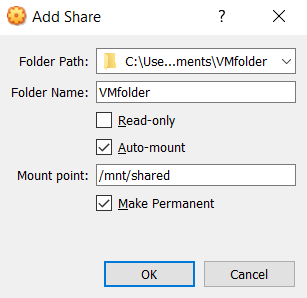 Add Share
?
Folder Path: C:\Use...ments\VMfolder
Folder Name: VMfolder
Read-only
Auto-mount
Mount point: /mnt/shared
Make Permanent
OK Cancel